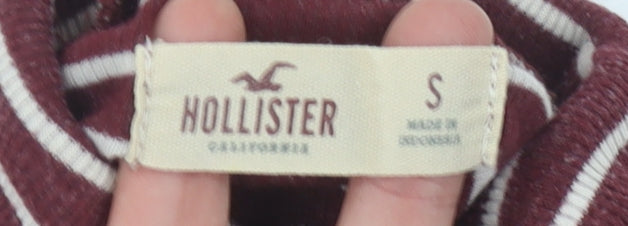 HOLLISTER
CALIFORNIA
S
MADE IN
INDONESIA